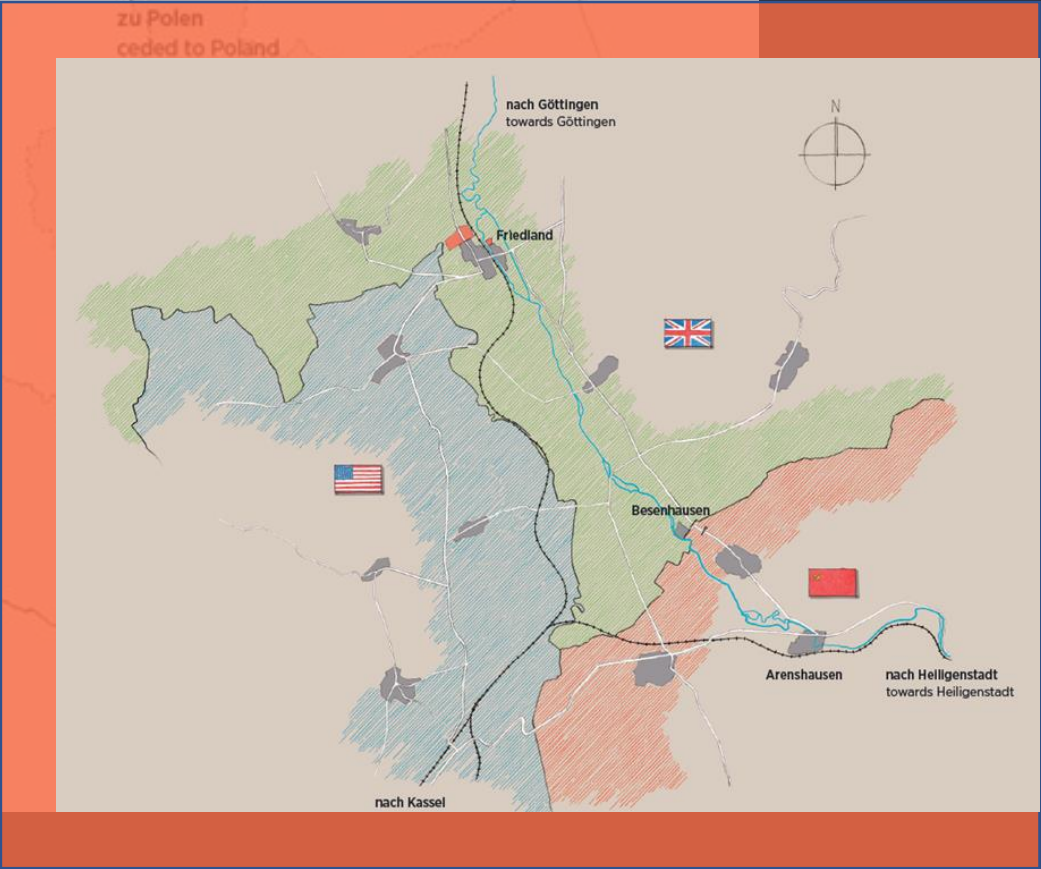 zu Polen
ceded to Poland
nach Göttingen
towards Göttingen
N
Friedland
Besenhausen
Arenshausen
nach Heiligenstadt
towards Heiligenstadt
nach Kassel